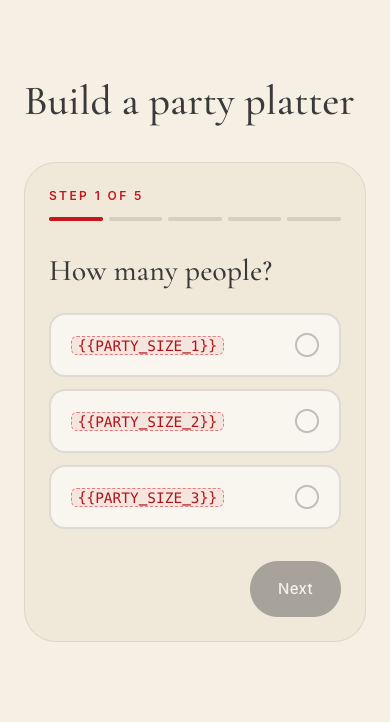 Build a party platter
STEP 1 OF 5
How many people?
{{PARTY_SIZE_1}}
{{PARTY_SIZE_2}}
{{PARTY_SIZE_3}}
Next